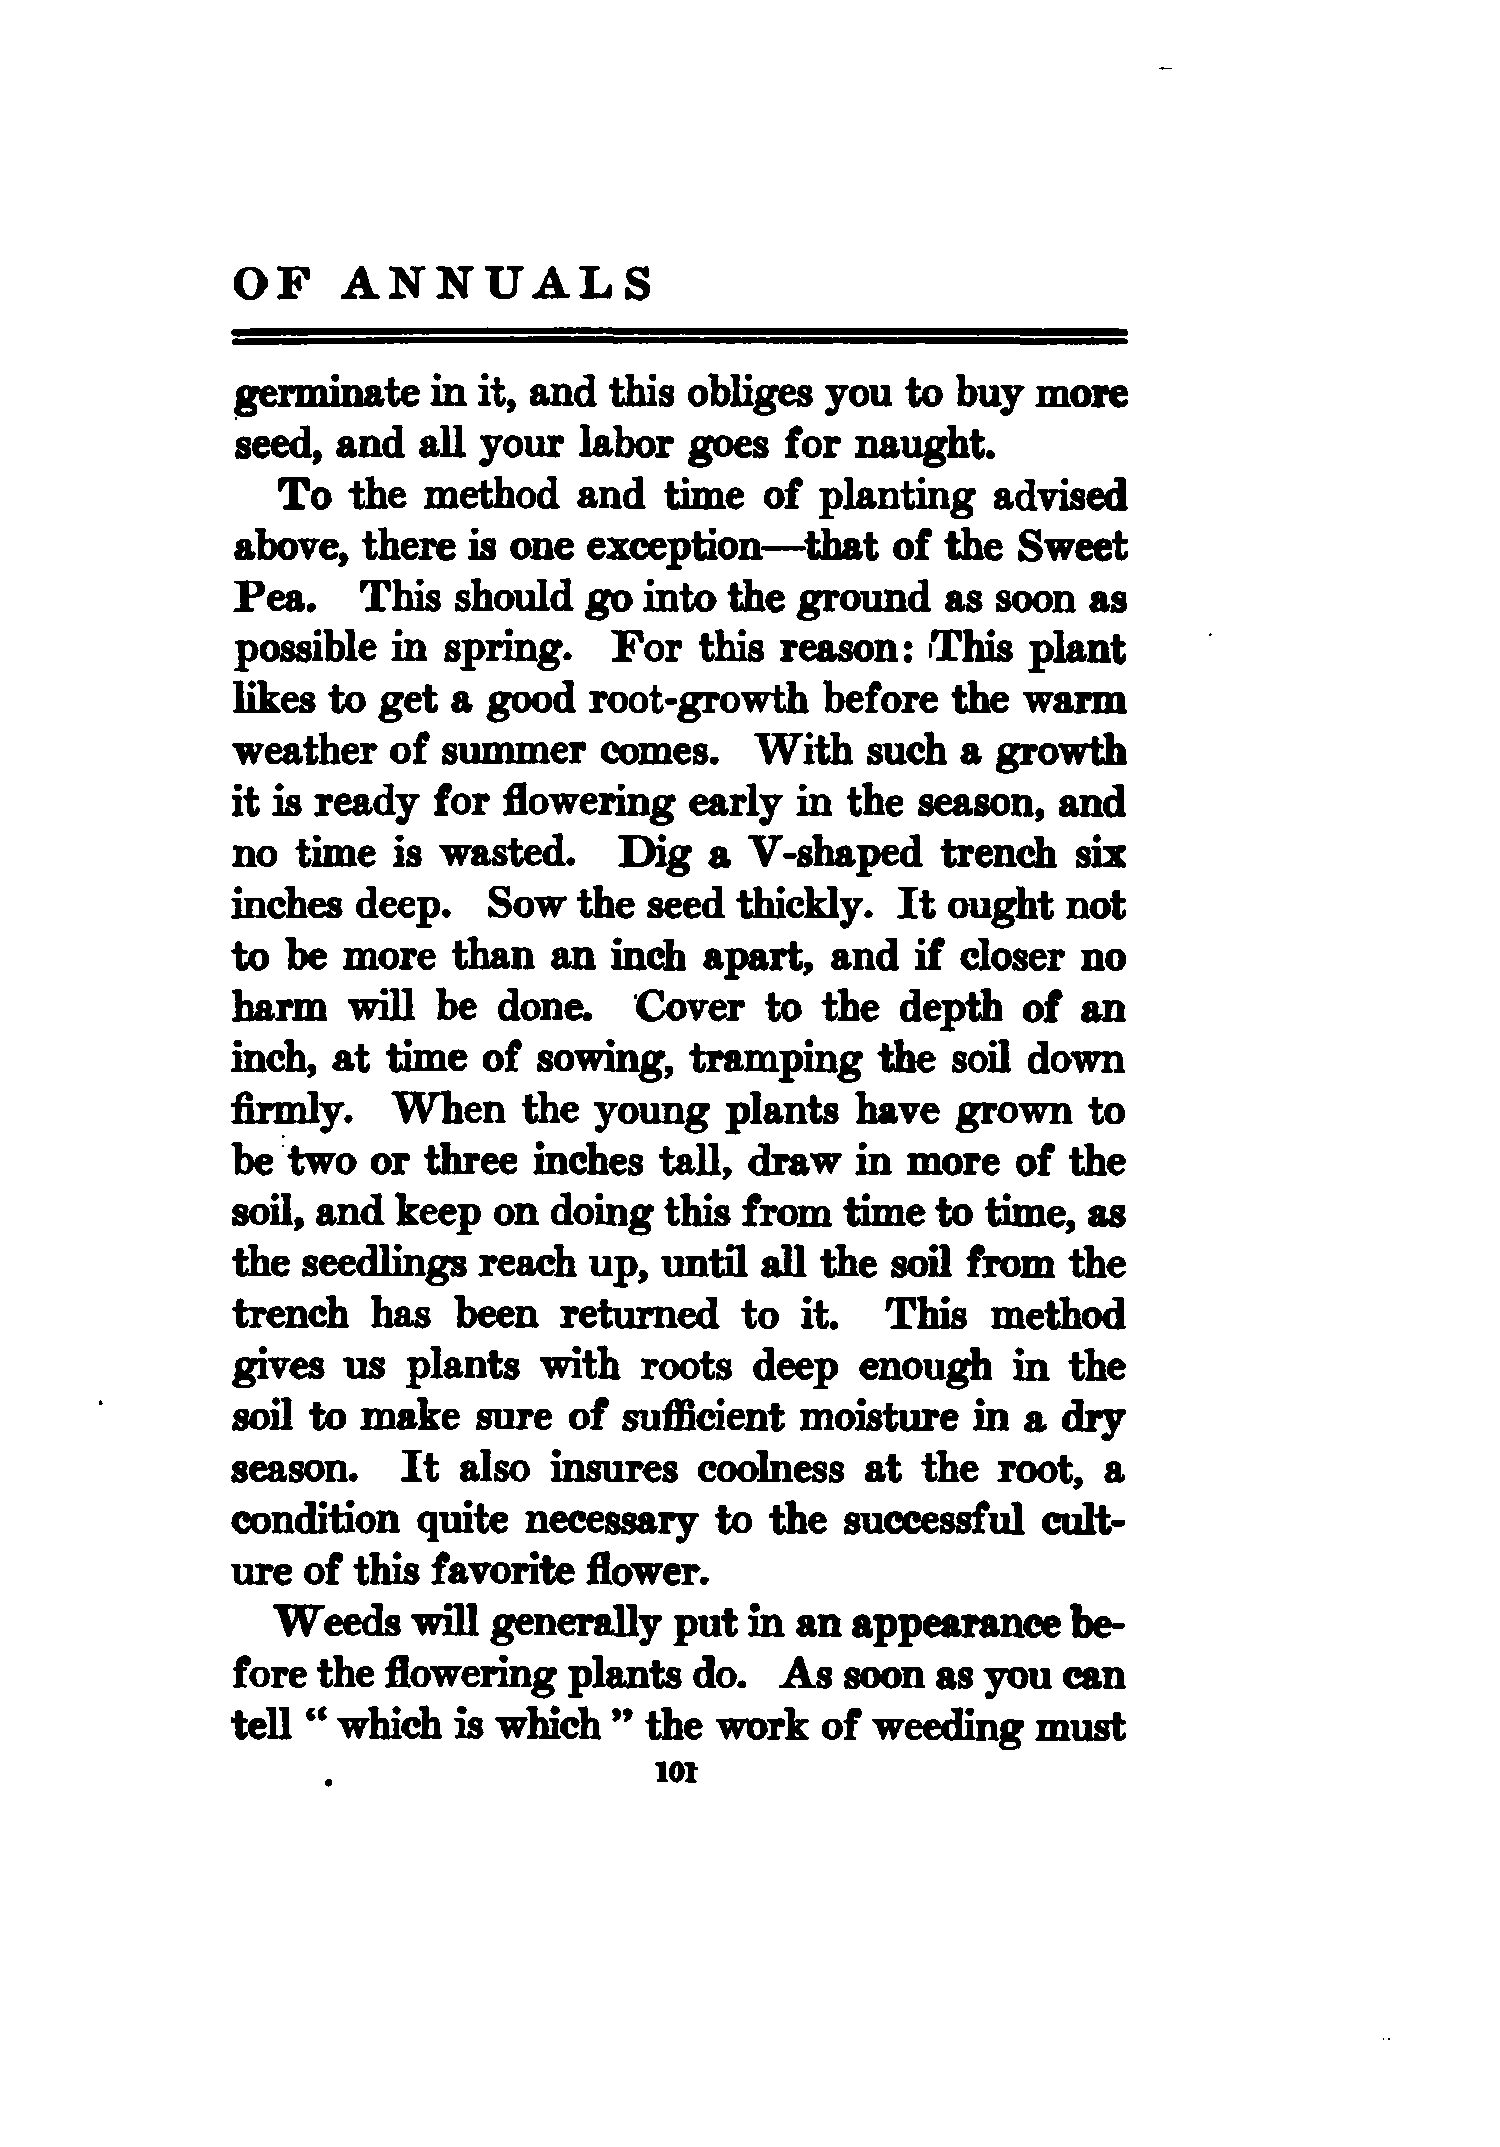 OF ANNUALS
germinate in it, and this obliges you to buy more
seed, and all your labor goes for naught.
To the method and time of planting advised
above, there is one exception—that of the Sweet
Pea. This should go into the ground as soon as
possible in spring. For this reason: This plant
likes to get a good root-growth before the warm
weather of summer comes. With such a growth
it is ready for flowering early in the season, and
no time is wasted. Dig a V-shaped trench six
inches deep. Sow the seed thickly. It ought not
to be more than an inch apart, and if closer no
harm will be done. Cover to the depth of an
inch, at time of sowing, tramping the soil down
firmly. When the young plants have grown to
be two or three inches tall, draw in more of the
soil, and keep on doing this from time to time, as
the seedlings reach up, until all the soil from the
trench has been returned to it. This method
gives us plants with roots deep enough in the
soil to make sure of sufficient moisture in a dry
season. It also insures coolness at the root, a
condition quite necessary to the successful cult-
ure of this favorite flower.
Weeds will generally put in an appearance be-
fore the flowering plants do. As soon as you can
tell " which is which " the work of weeding must
101